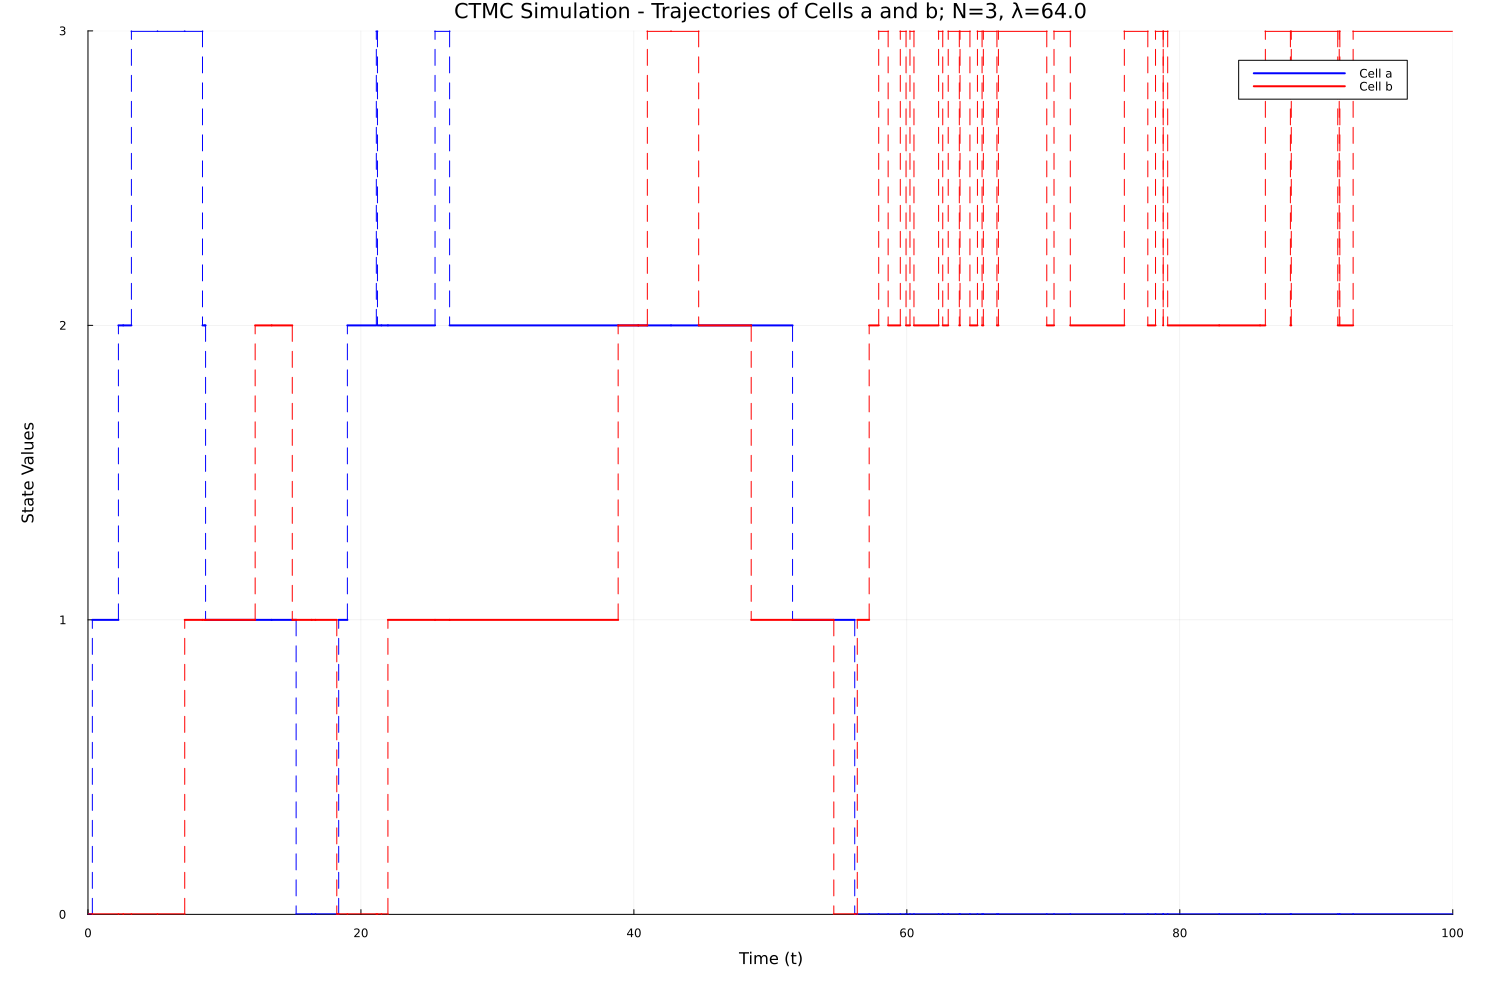 CTMC Simulation - Trajectories of Cells a and b; N=3, λ=64.0
3
Cell a
Cell b
2
State Values
1
0
0 20 40 60 80 100
Time (t)